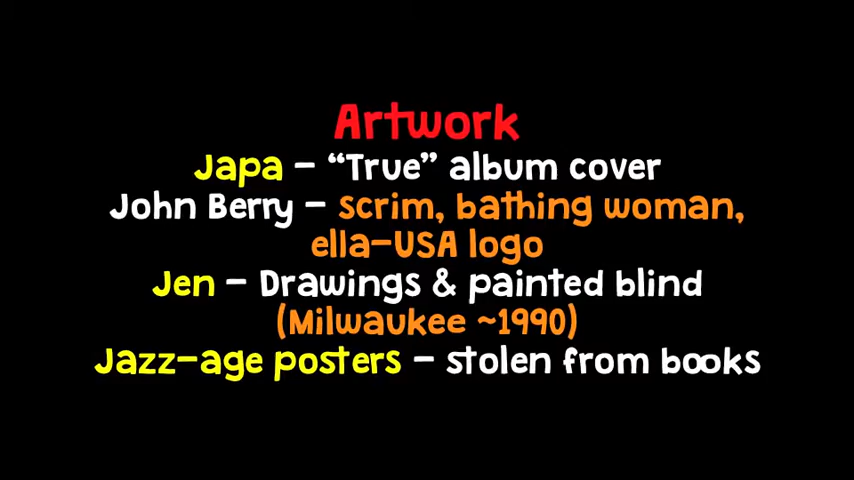 Artwork
Japa – “True” album cover
John Berry – scrim, bathing woman,
ella-USA logo
Jen – Drawings & painted blind
(Milwaukee ~1990)
Jazz-age posters – stolen from books